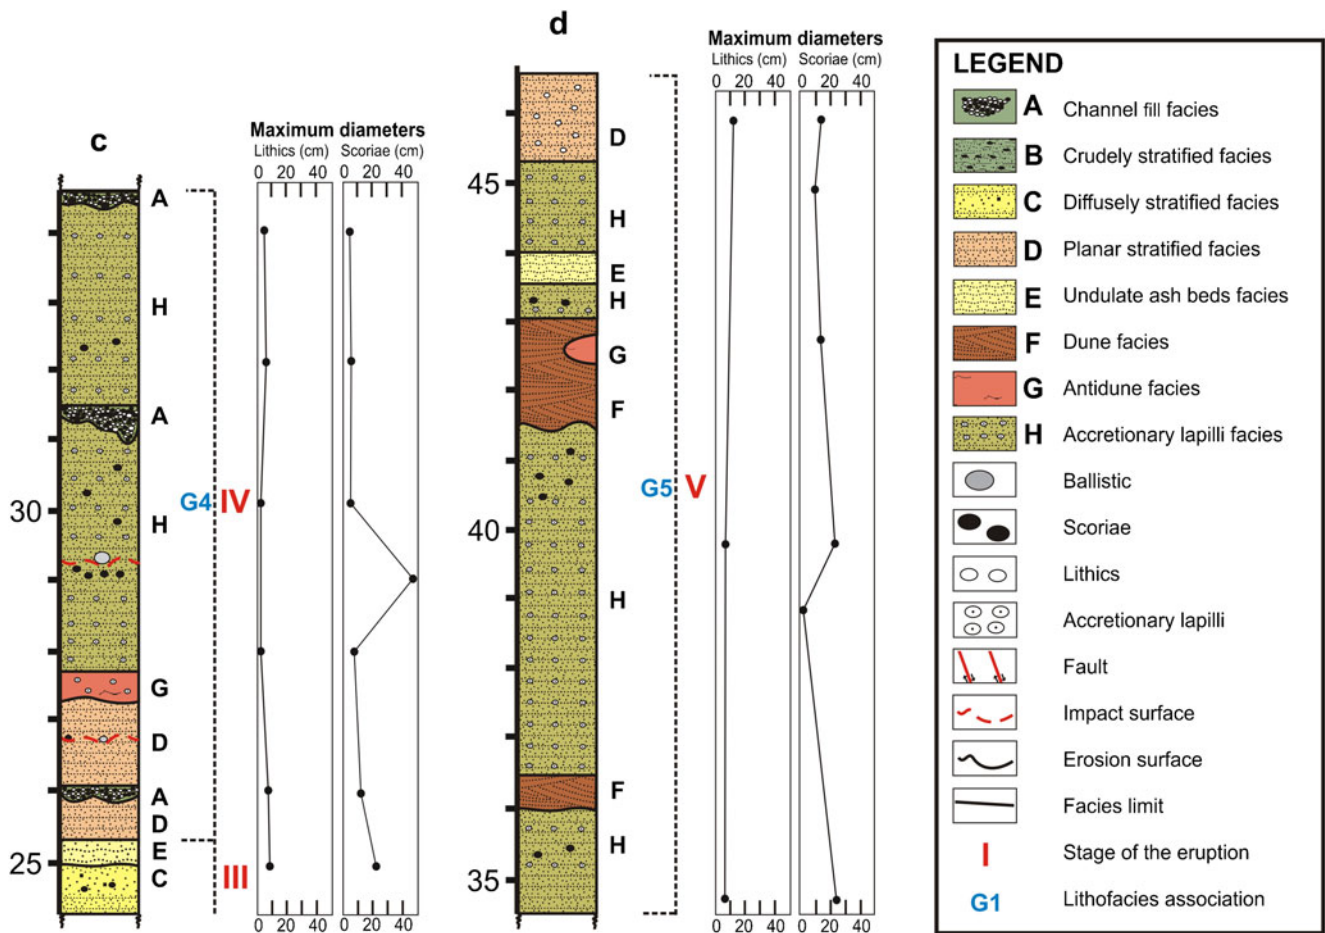 c
Maximum diameters
Lithics (cm) Scoriae (cm)
0 20 40 0 20 40
A
H
A
30
G4 IV
H
G
D
A
D
E
25
C
III
0 20 40 0 20 40
d
Maximum diameters
Lithics (cm) Scoriae (cm)
0 20 40 0 20 40
D
45
H
E
H
G
F
G5 V
40
H
F
H
35
0 20 40 0 20 40
LEGEND
A Channel fill facies
B Crudely stratified facies
C Diffusely stratified facies
D Planar stratified facies
E Undulate ash beds facies
F Dune facies
G Antidune facies
H Accretionary lapilli facies
Ballistic
Scoriae
Lithics
Accretionary lapilli
Fault
Impact surface
Erosion surface
Facies limit
I Stage of the eruption
G1 Lithofacies association